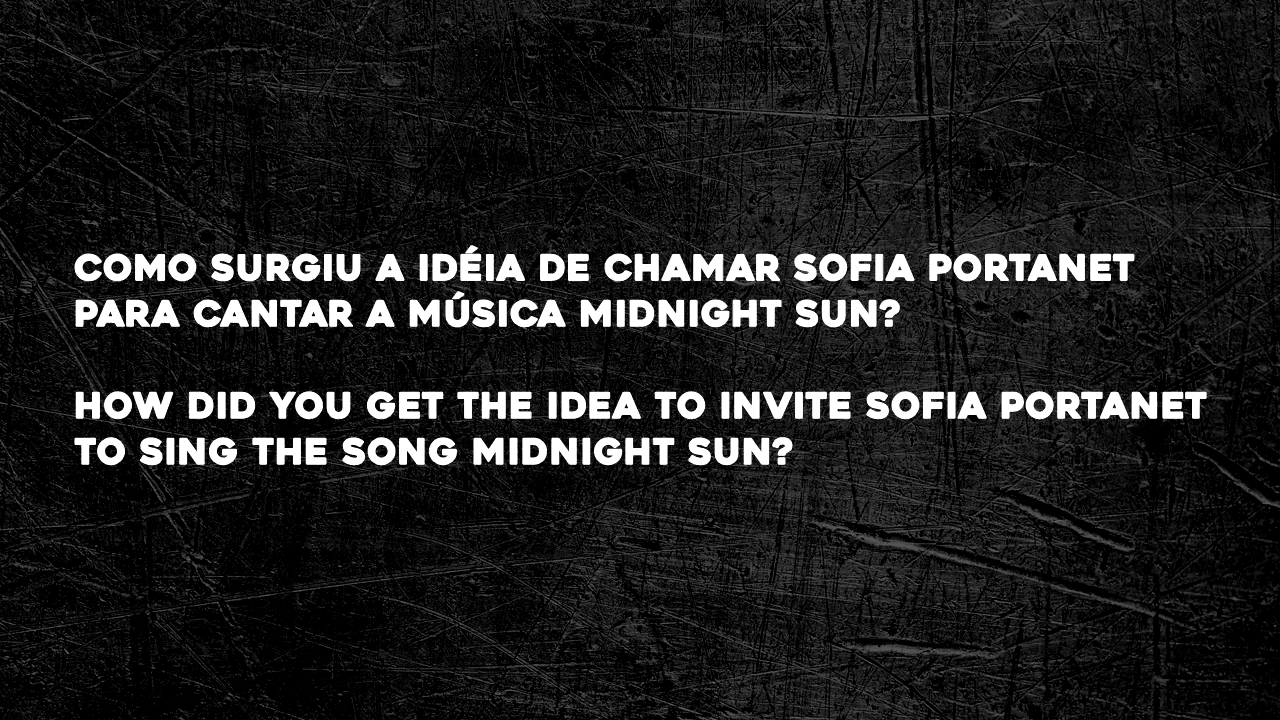 COMO SURGIU A IDÉIA DE CHAMAR SOFIA PORTANET
PARA CANTAR A MÚSICA MIDNIGHT SUN?
HOW DID YOU GET THE IDEA TO INVITE SOFIA PORTANET
TO SING THE SONG MIDNIGHT SUN?